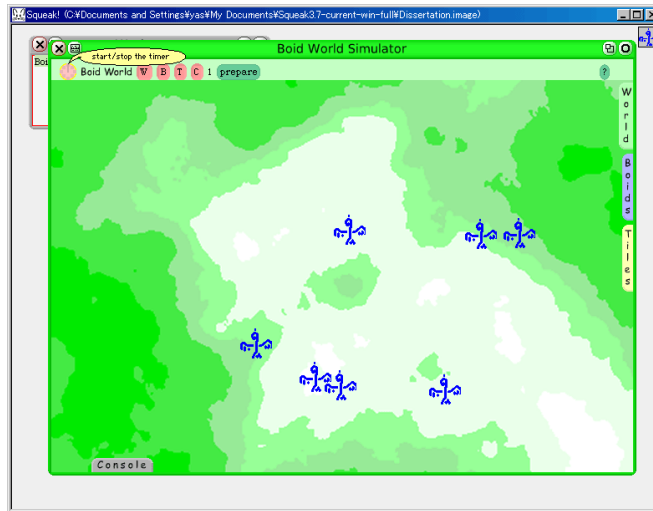 Squeak! (C:¥Documents and Settings¥yas¥My Documents¥Squeak3.7-current-win-full¥Dissertation.image)
Boid World Simulator
start/stop the timer
Boi
Boid World W B T C 1 prepare ?
World
Boids
Tiles
Console